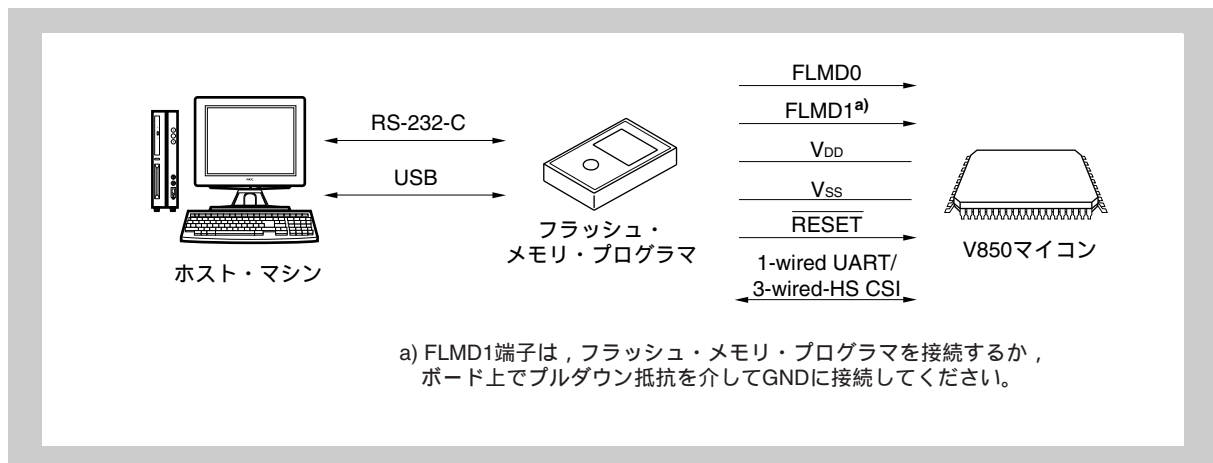 RS-232-C
USB
ホスト・マシン
フラッシュ・
メモリ・プログラマ
FLMD0
FLMD1a)
VDD
VSS
RESET
1-wired UART/
3-wired-HS CSI
V850マイコン
a) FLMD1端子は，フラッシュ・メモリ・プログラマを接続するか，
ボード上でプルダウン抵抗を介してGNDに接続してください。